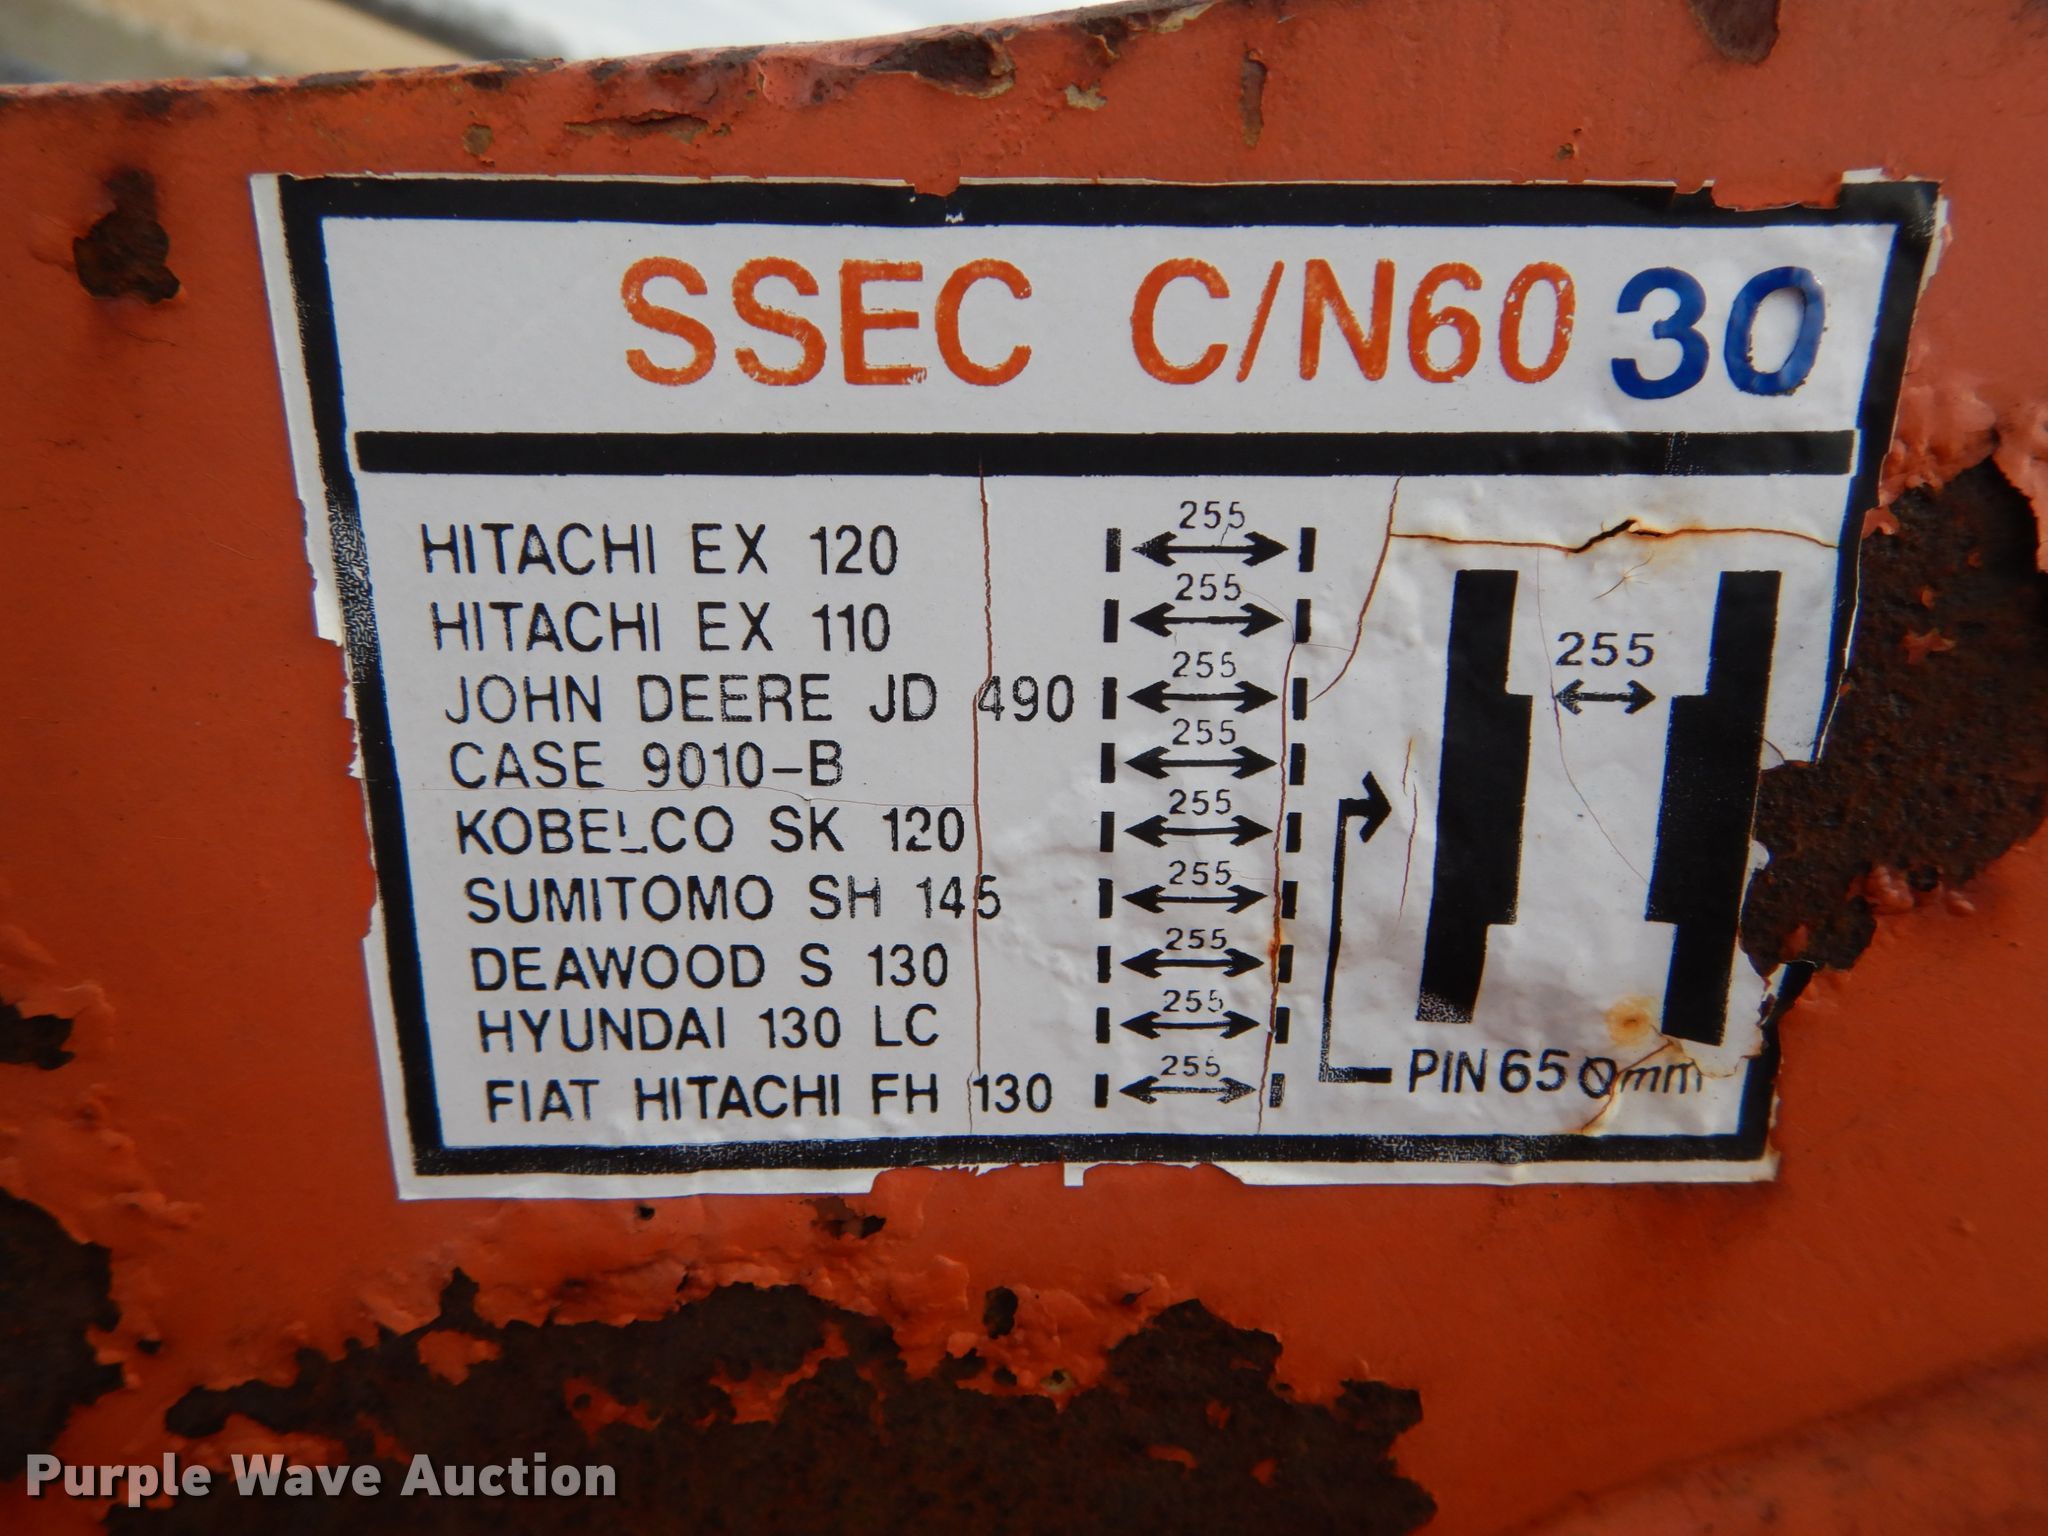 SSEC C/N6030
HITACHI EX 120 255
HITACHI EX 110 255
JOHN DEERE JD 490 255
CASE 9010-B 255
KOBELCO SK 120 255
SUMITOMO SH 145 255
DEAWOOD S 130 255
HYUNDAI 130 LC 255
FIAT HITACHI FH 130 255
255
PIN 65 Ømm
Purple Wave Auction